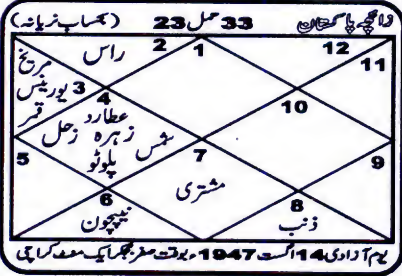 زائچہ پاکستان 33 حمل 23 (بحساب نریانہ)
12 1 2 راس
11 مریخ
3 یورینس
10 4 قمر
عطارد
زہرہ زحل
شمس
پلوٹو
9 7 5
مشتری
8 6
ذنب نیپچون
یوم آزادی 14 اگست 1947ء بوقت صفر بجکر ایک منٹ کراچی